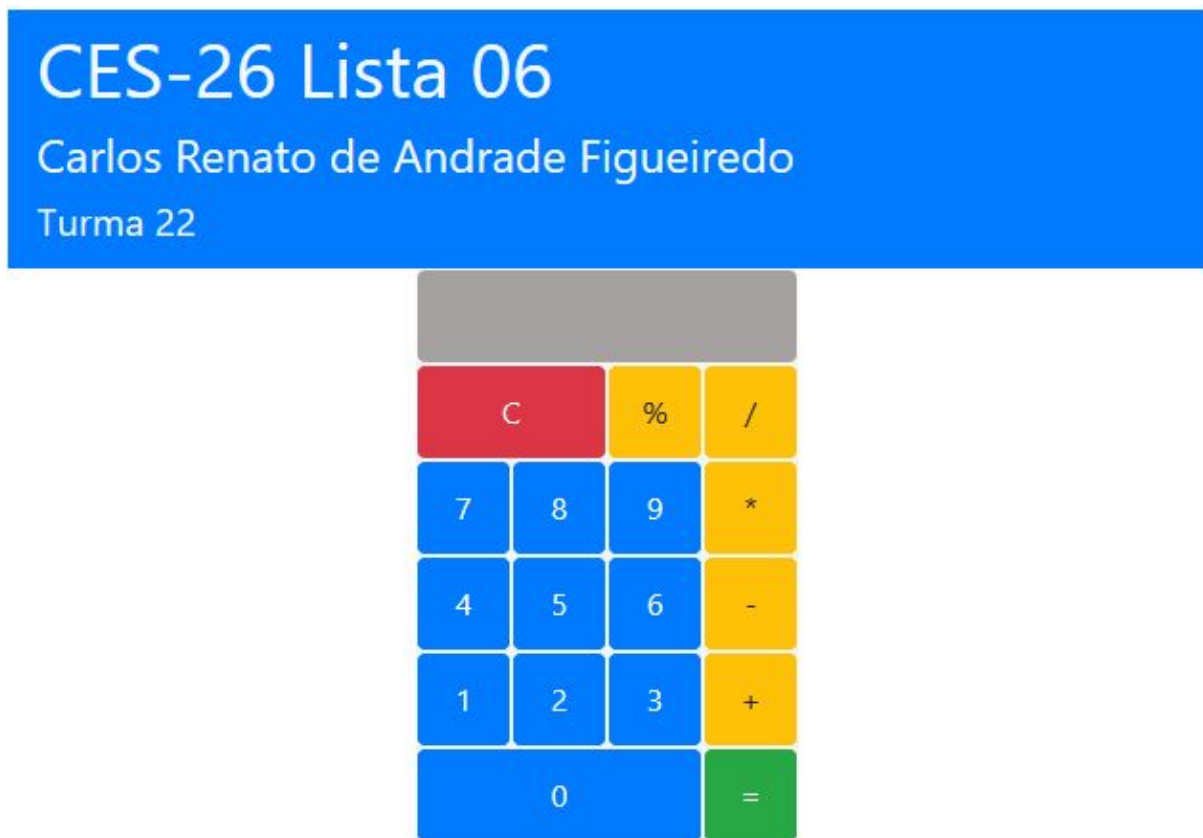 CES-26 Lista 06
Carlos Renato de Andrade Figueiredo
Turma 22
C % /
7 8 9 *
4 5 6 -
1 2 3 +
0 =